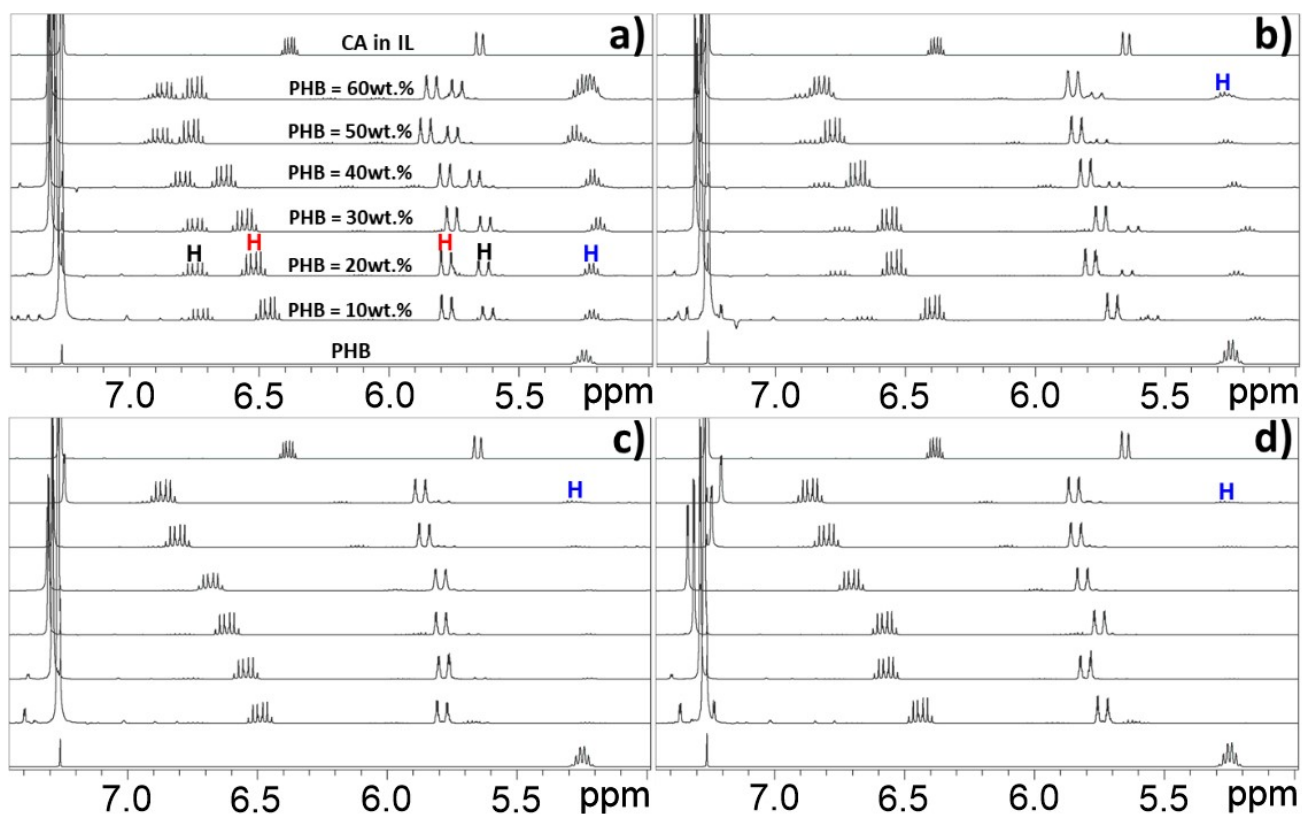 a)
CA in IL
PHB = 60wt.%
PHB = 50wt.%
PHB = 40wt.%
PHB = 30wt.%
H H H H H
PHB = 20wt.%
PHB = 10wt.%
PHB
7.0 6.5 6.0 5.5 ppm
b)
H
7.0 6.5 6.0 5.5 ppm
c)
H
7.0 6.5 6.0 5.5 ppm
d)
H
7.0 6.5 6.0 5.5 ppm